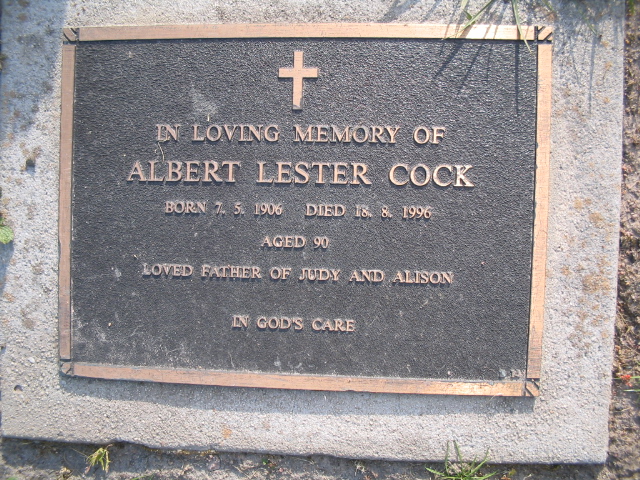 IN LOVING MEMORY OF
ALBERT LESTER COCK
BORN 7. 5. 1906 DIED 18. 8. 1996
AGED 90
LOVED FATHER OF JUDY AND ALISON
IN GOD'S CARE